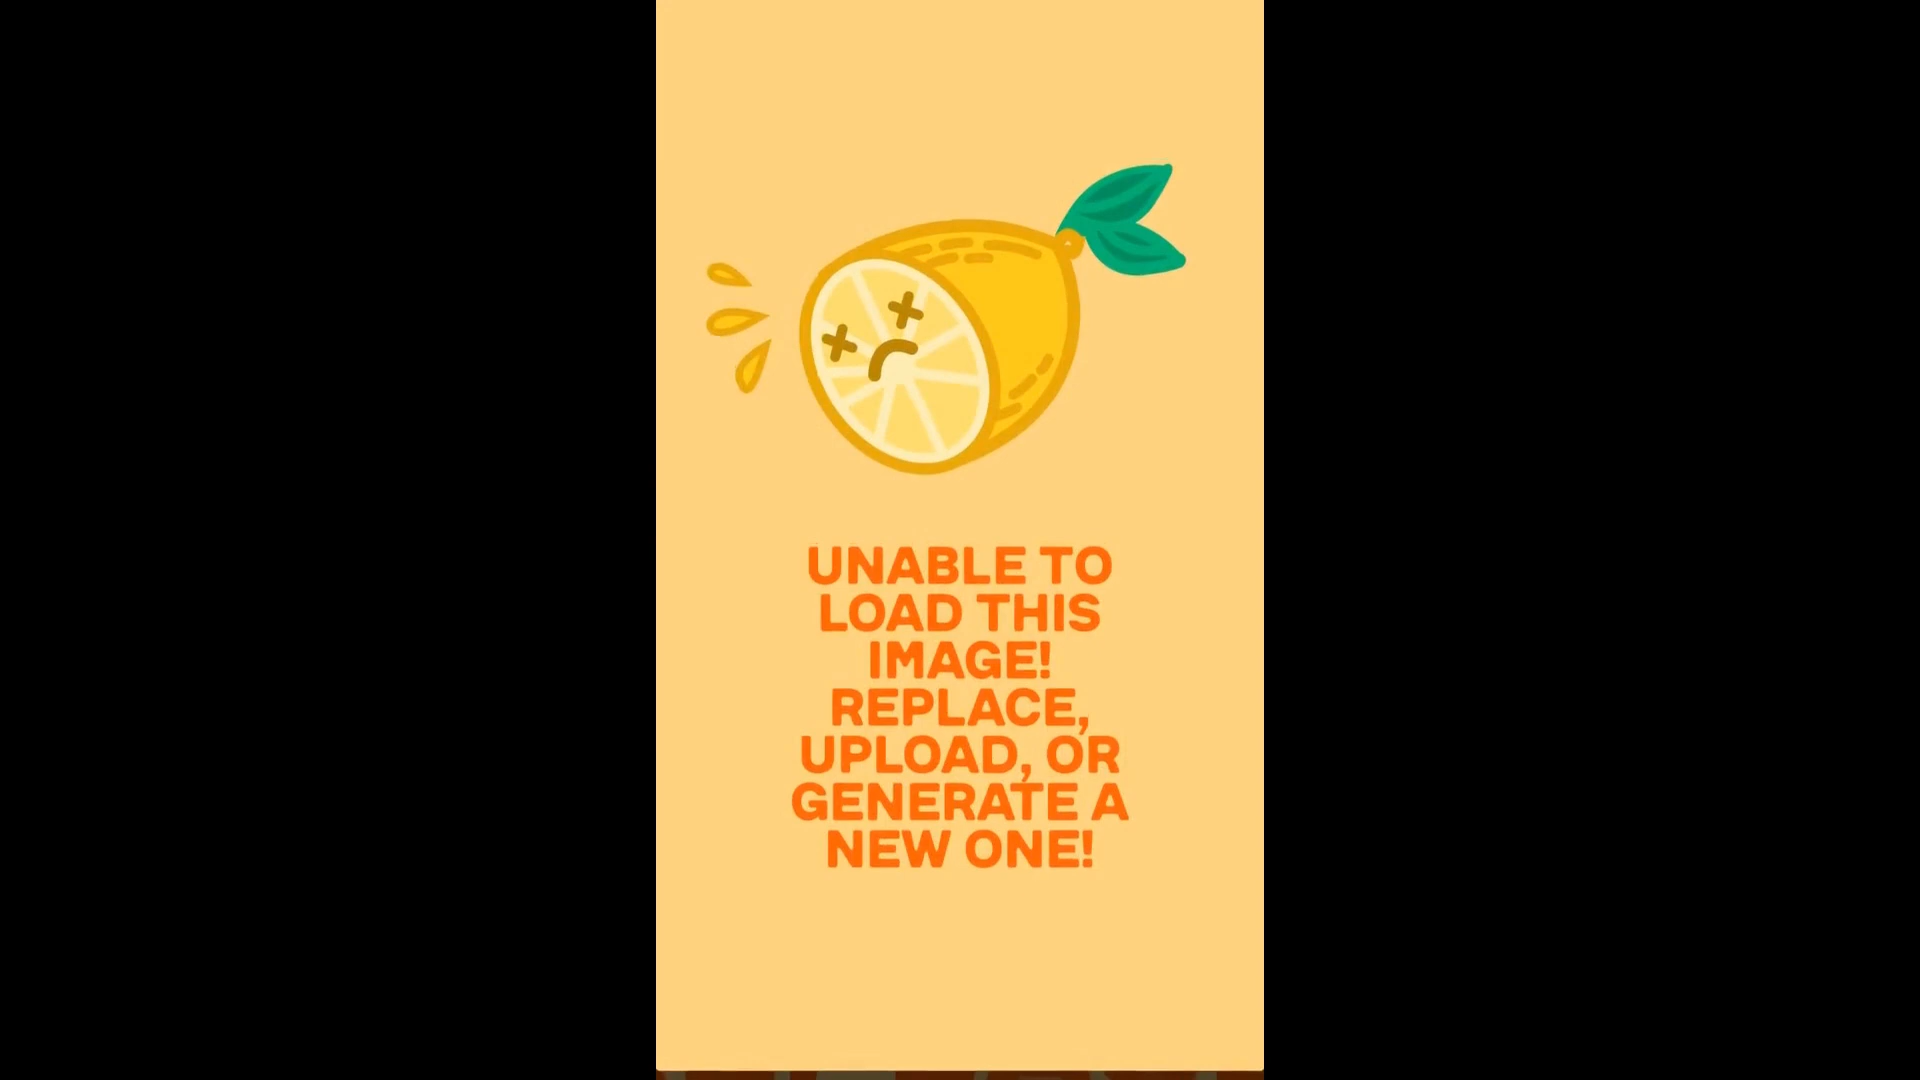 UNABLE TO
LOAD THIS
IMAGE!
REPLACE,
UPLOAD, OR
GENERATE A
NEW ONE!